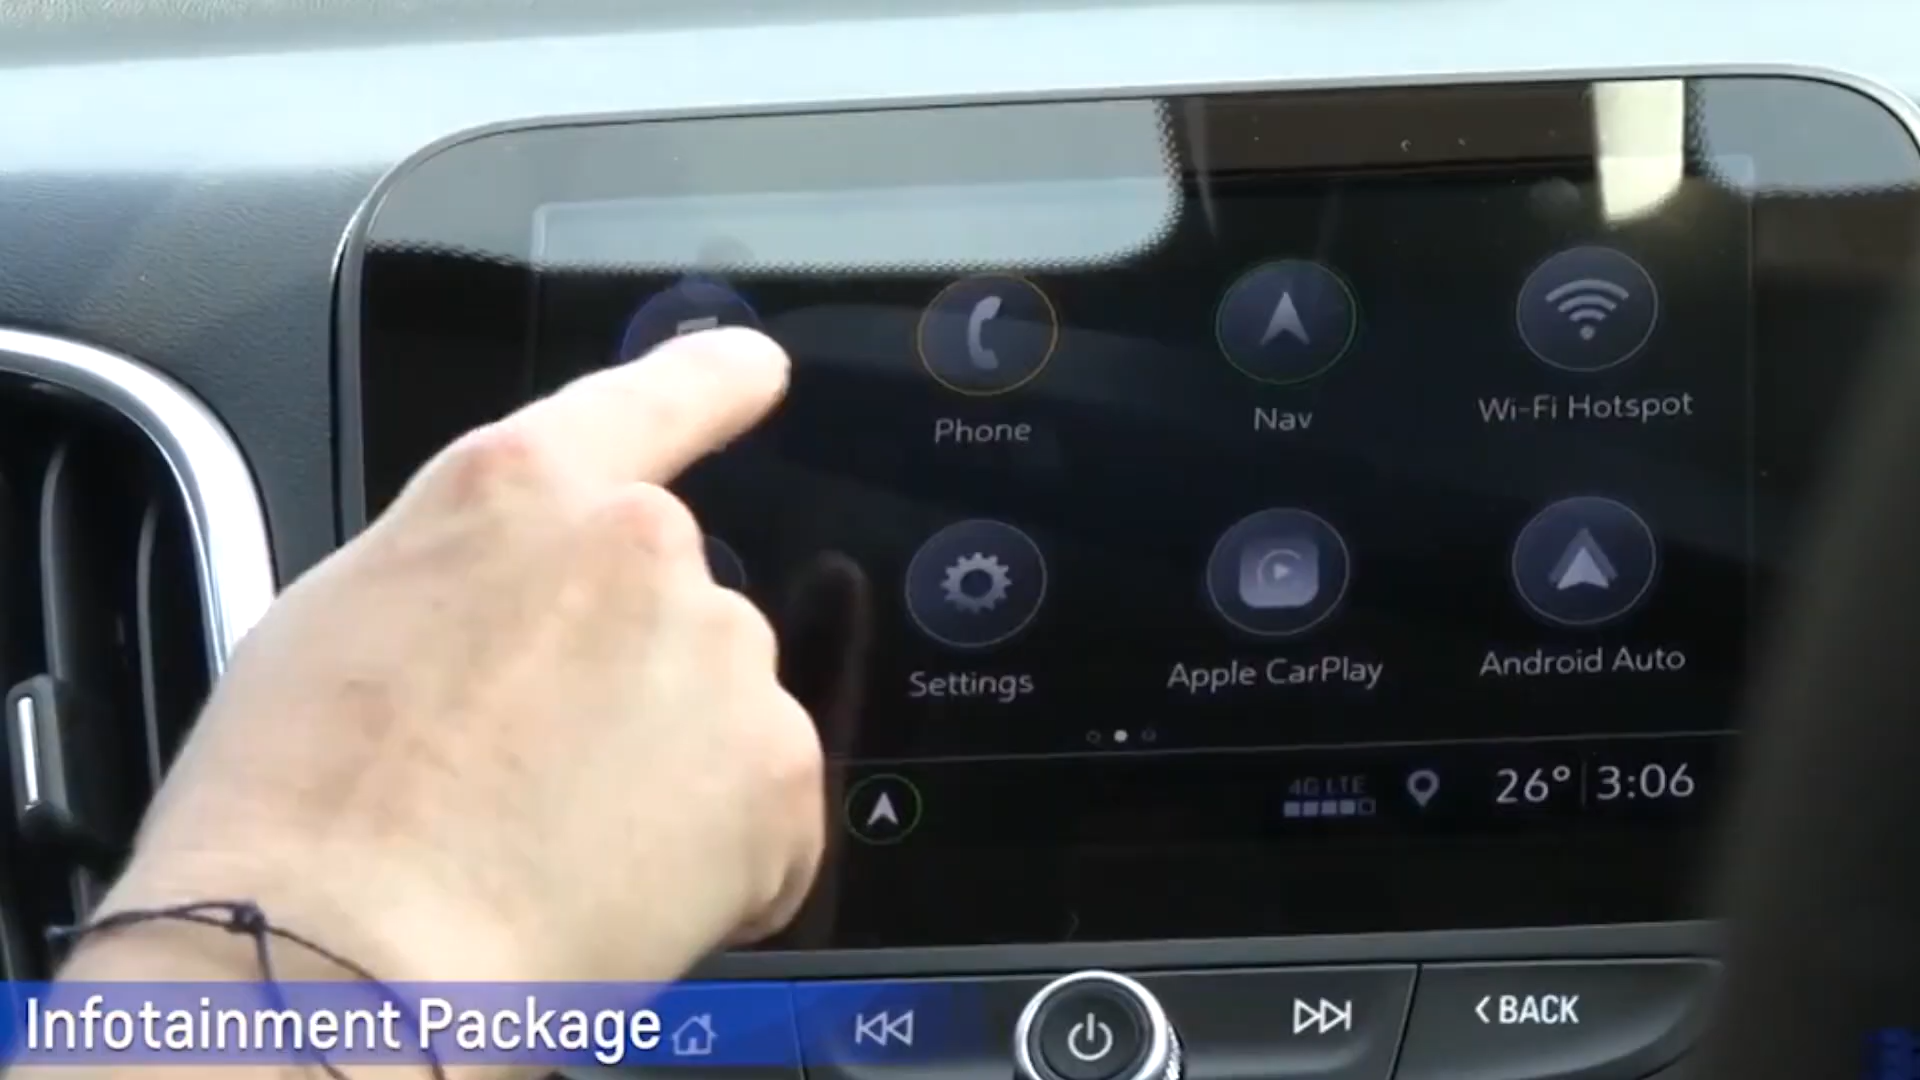 Phone
Nav
Wi-Fi Hotspot
Settings
Apple CarPlay
Android Auto
4G LTE
26° 3:06
Infotainment Package
< BACK